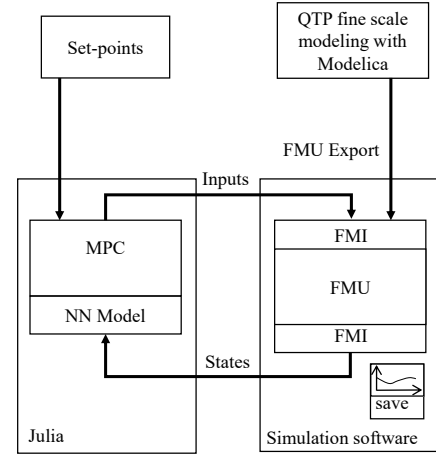 Set-points
QTP fine scale
modeling with
Modelica
FMU Export
Inputs
MPC
NN Model
FMI
FMU
FMI
States
save
Julia
Simulation software